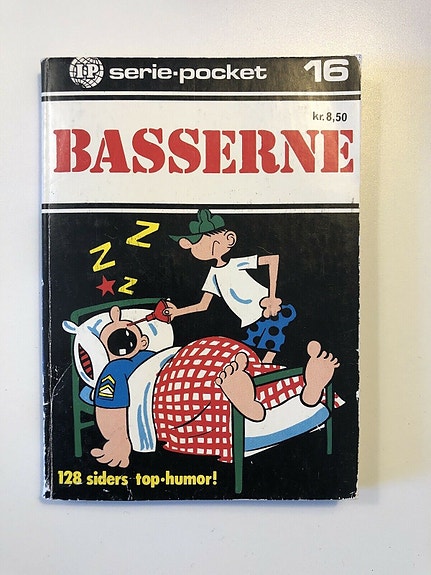 I·P serie·pocket 16
kr. 8,50
BASSERNE
Z
Z
Z
128 siders top·humor!